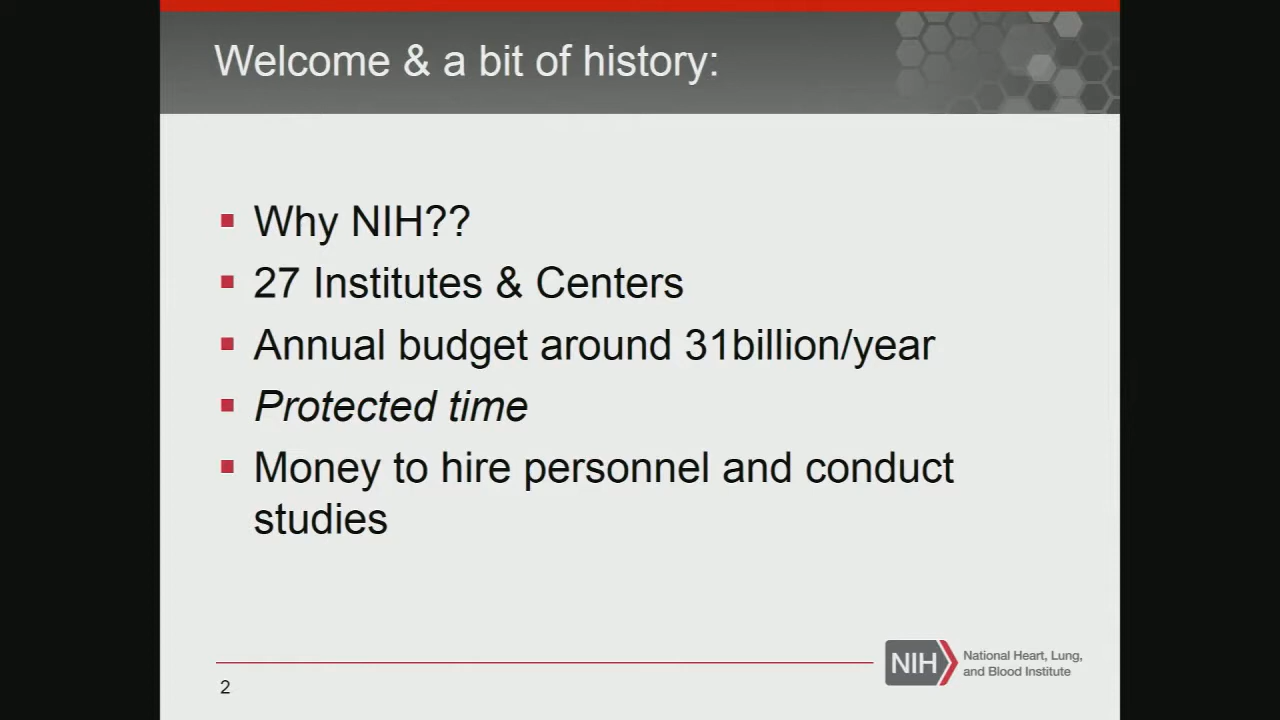 Welcome & a bit of history:
Why NIH??
27 Institutes & Centers
Annual budget around 31billion/year
Protected time
Money to hire personnel and conduct
studies
NIH
National Heart, Lung,
and Blood Institute
2